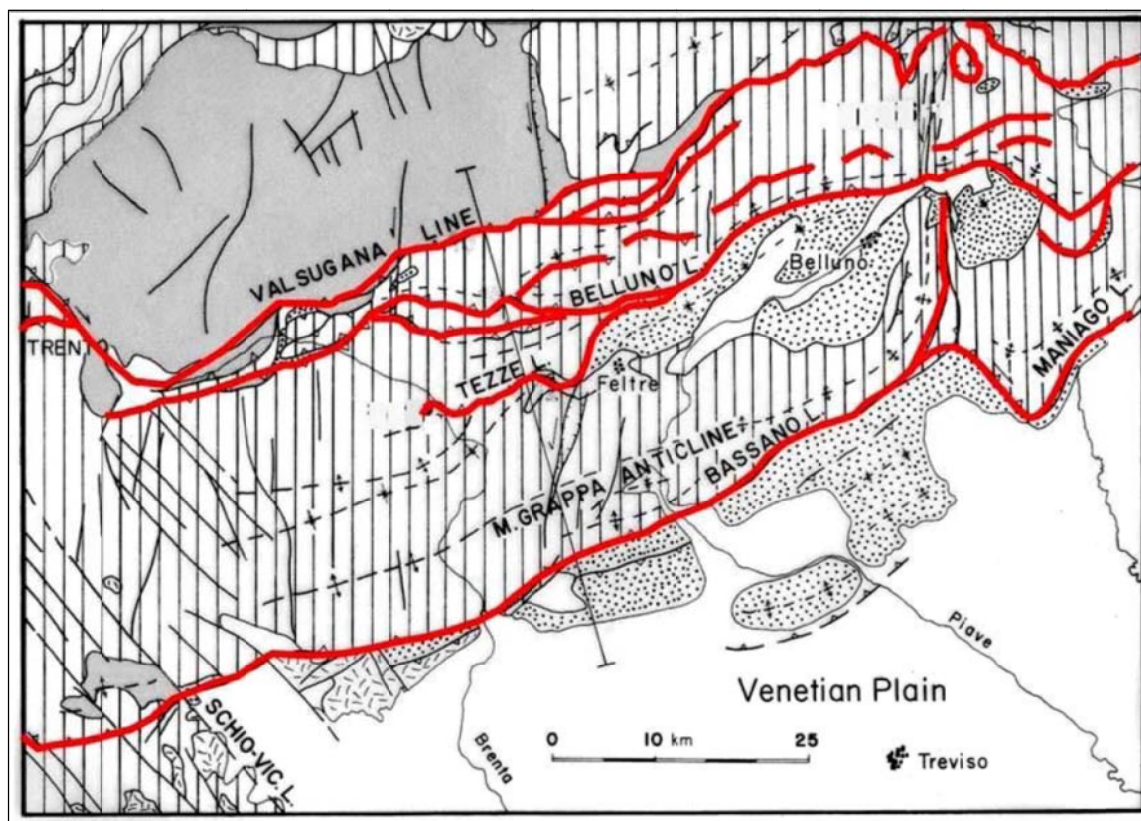 VALSUGANA LINE
BELLUNO L.
Belluno
TRENTO
TEZZE L.
Feltre
MANIAGO L.
M. GRAPPA ANTICLINE
BASSANO L.
Piave
Venetian Plain
SCHIO-VIC. L.
Brenta
0 10 km 25
Treviso